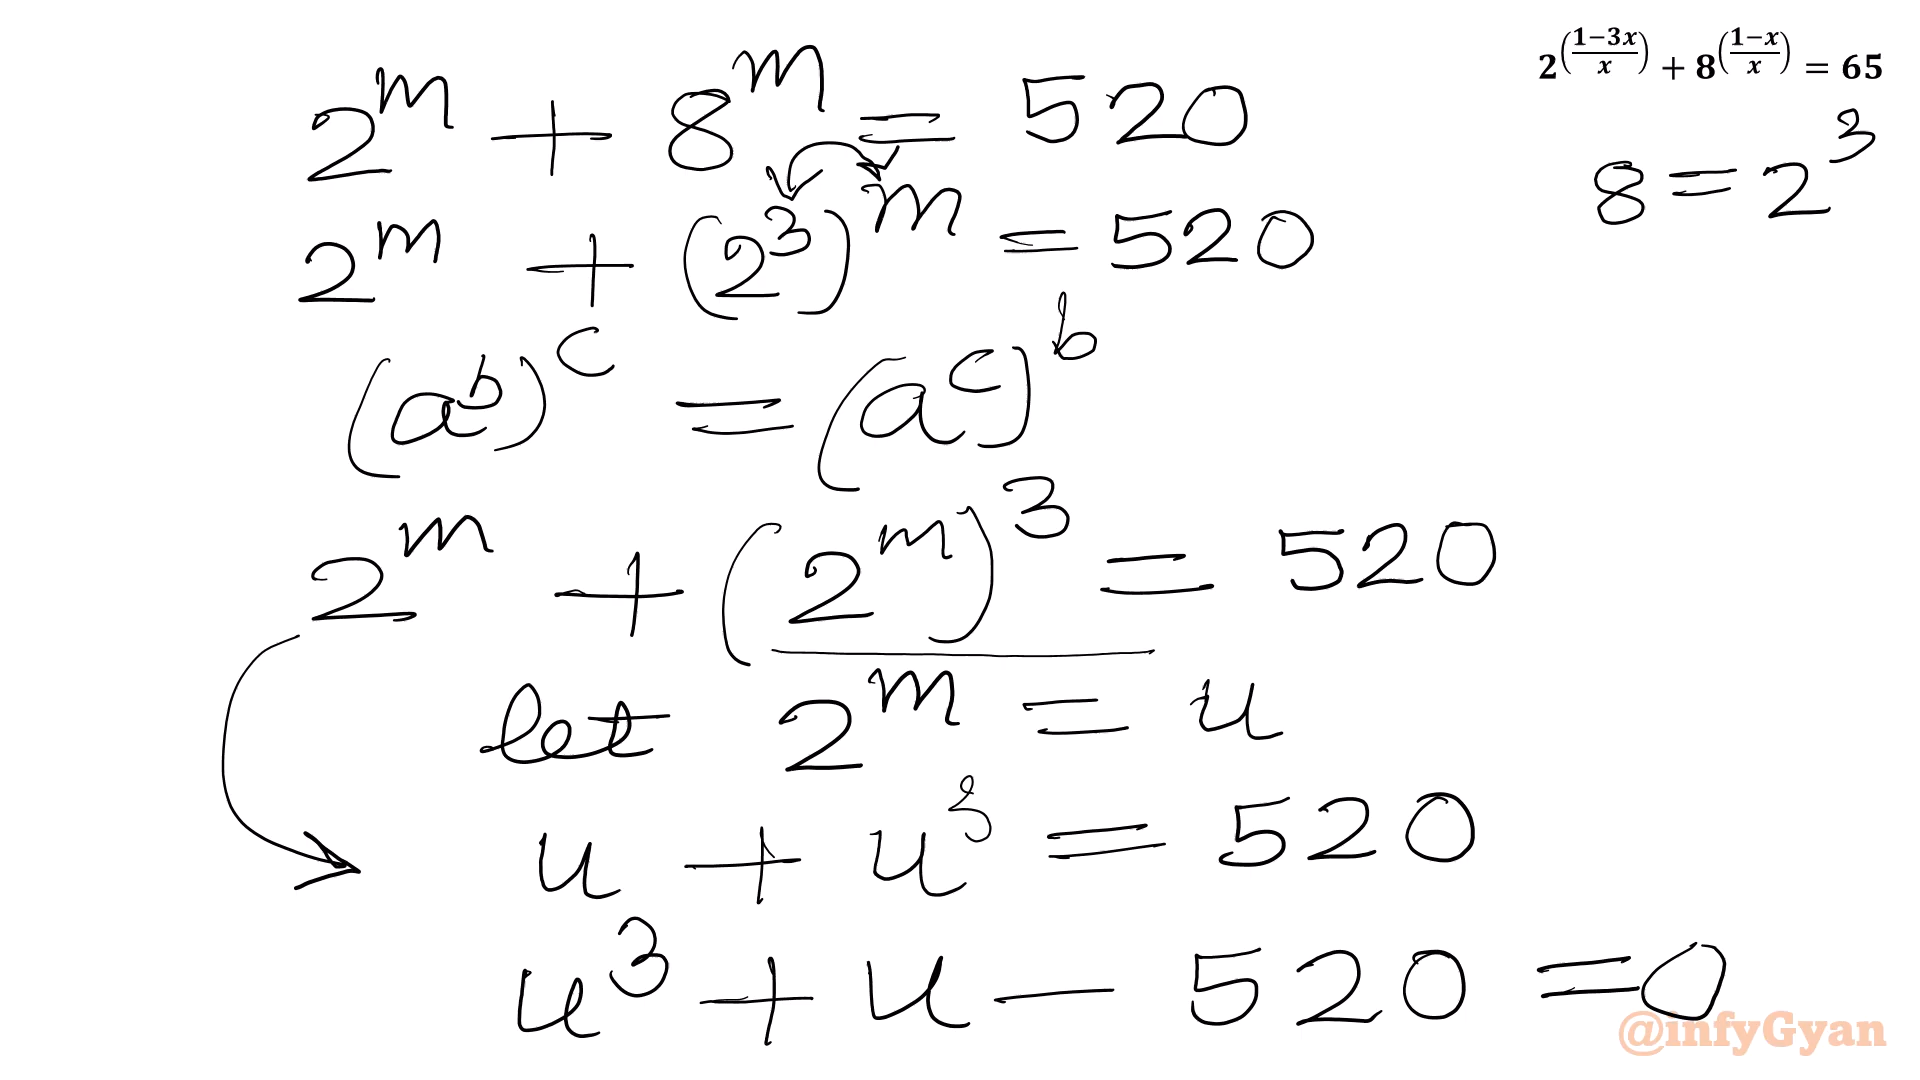 2^((1−3x)/x) + 8^((1−x)/x) = 65
8 = 2^3
2^m + 8^m = 520
2^m + (2^3)^m = 520
(a^b)^c = (a^c)^b
2^m + (2^m)^3 = 520
let 2^m = u
u + u^3 = 520
u^3 + u − 520 = 0
@infyGyan